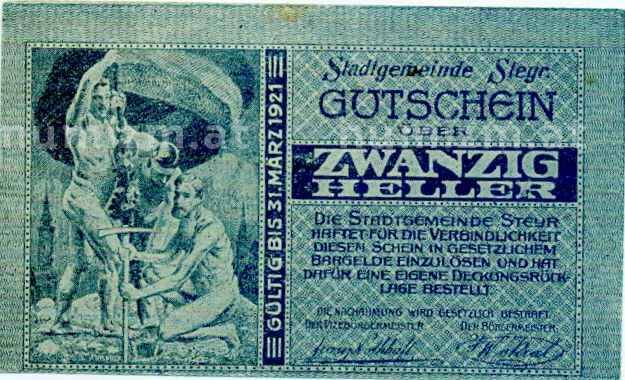 Stadtgemeinde Steyr.
GUTSCHEIN
ÜBER
ZWANZIG
HELLER
DIE STADTGEMEINDE STEYR
HAFTET FÜR DIE VERBINDLICHKEIT
DIESEN SCHEIN IN GESETZLICHEM
BARGELDE EINZULÖSEN UND HAT
DAFÜR EINE EIGENE DECKUNGSRÜCK-
LAGE BESTELLT.
DIE NACHAHMUNG WIRD GESETZLICH BESTRAFT.
DER VIZEBÜRGERMEISTER DER BÜRGERMEISTER:
GÜLTIG BIS 31. MÄRZ 1921